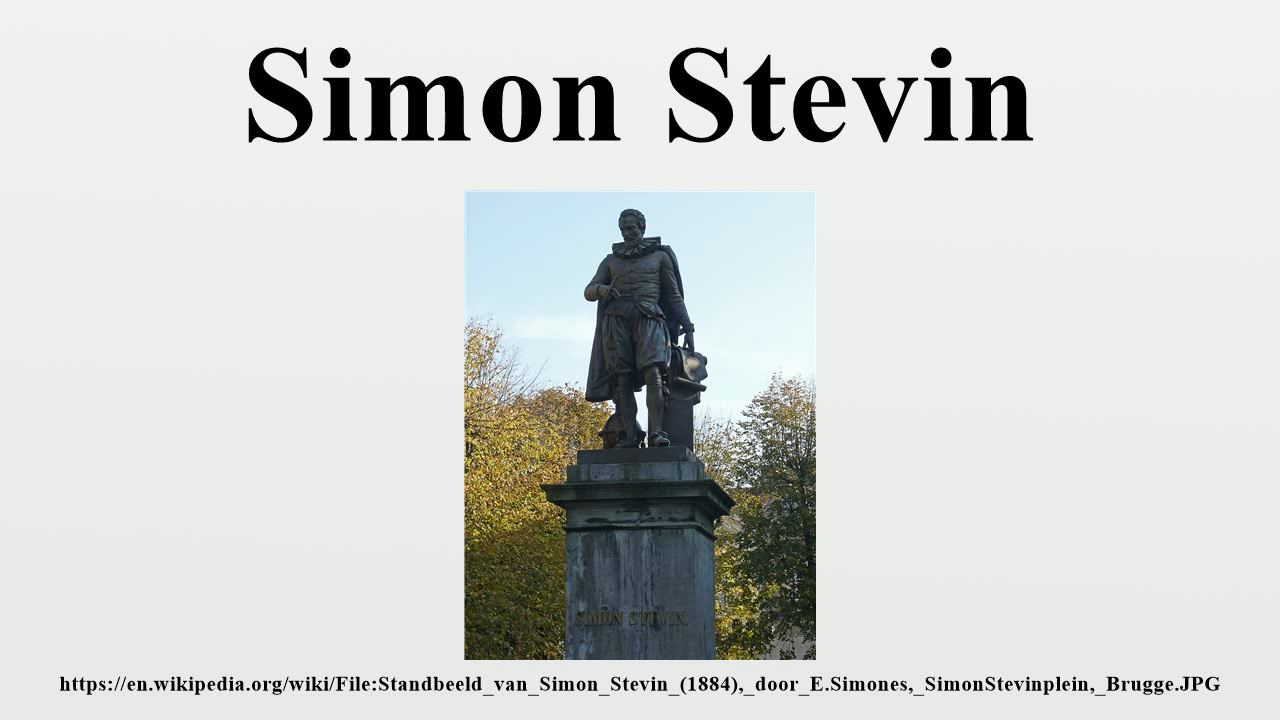 Simon Stevin
SIMON STEVIN.
https://en.wikipedia.org/wiki/File:Standbeeld_van_Simon_Stevin_(1884),_door_E.Simones,_SimonStevinplein,_Brugge.JPG